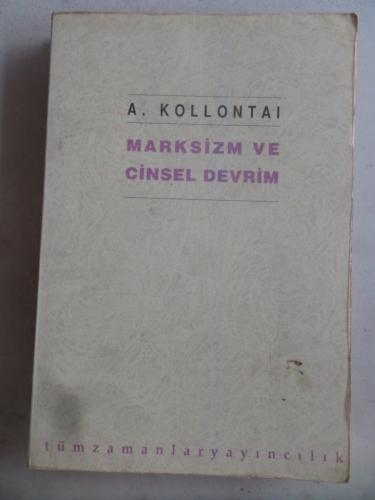 A. KOLLONTAI
MARKSİZM VE
CİNSEL DEVRİM
tümzamanlaryayıncılık